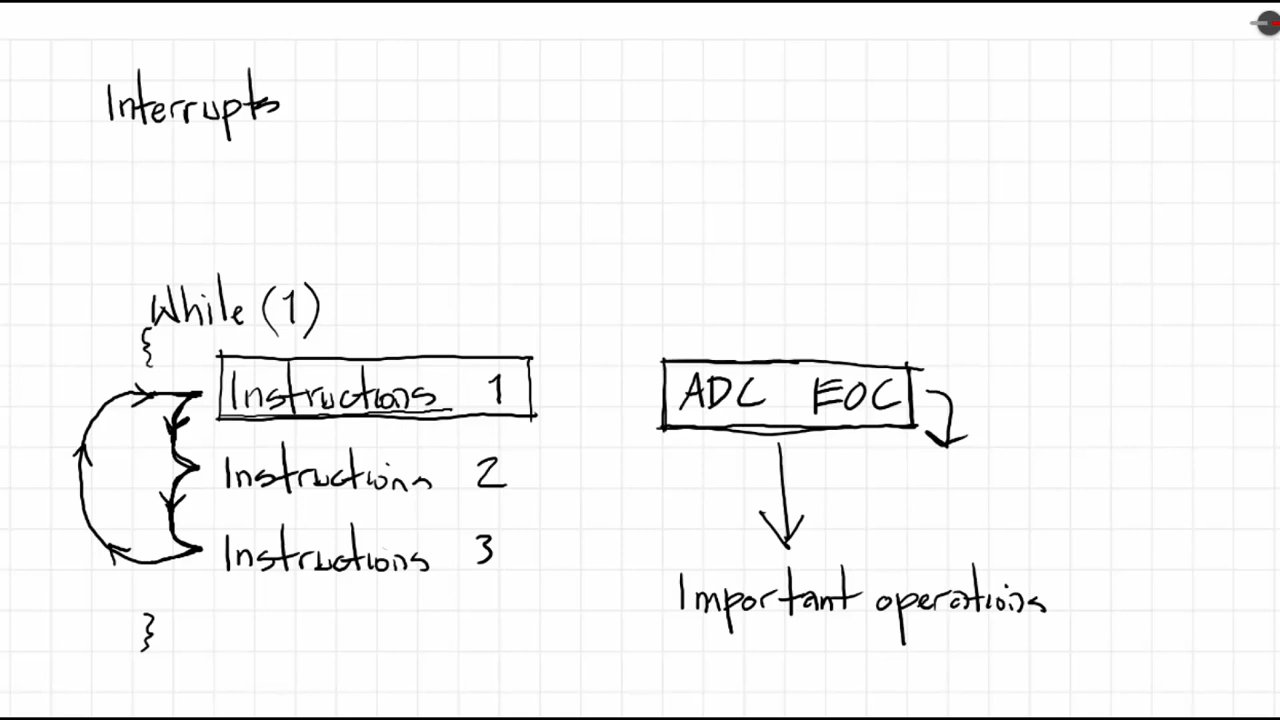 Interrupts
While (1)
{
Instructions 1
ADC EOC
Instructions 2
Instructions 3
Important operations
}